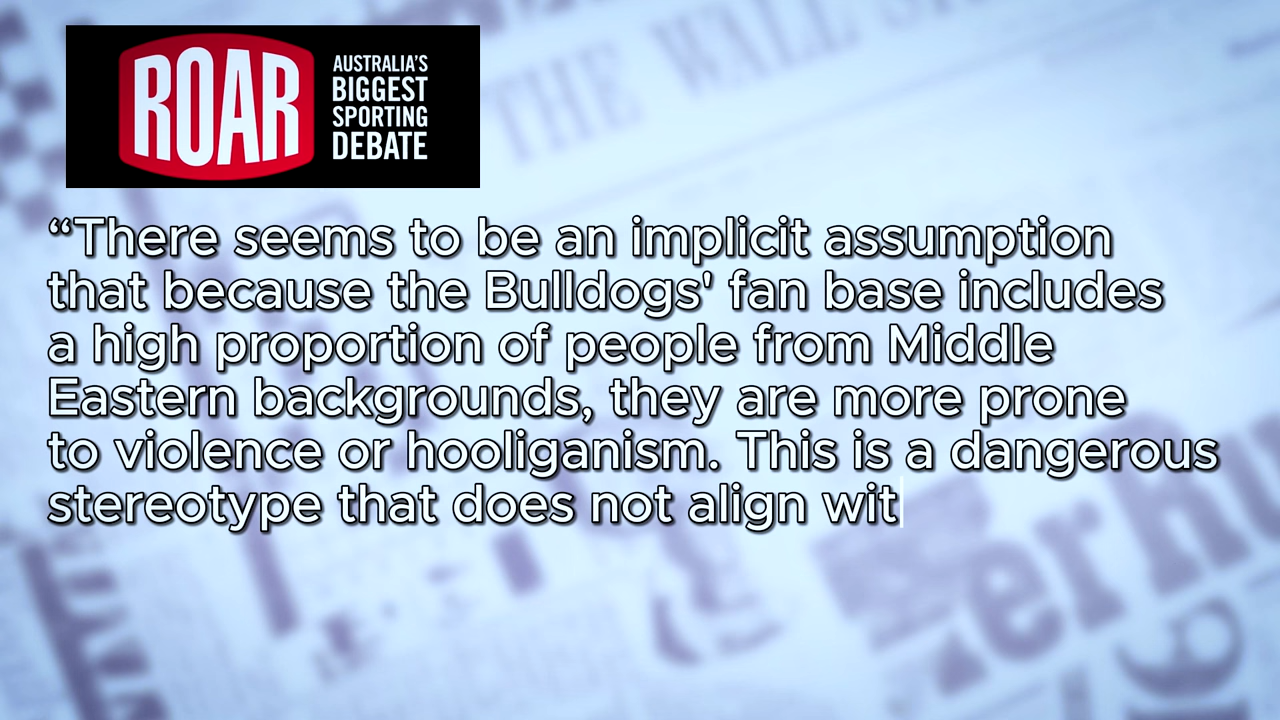 ROAR
AUSTRALIA'S
BIGGEST
SPORTING
DEBATE
THE WALL
“There seems to be an implicit assumption
that because the Bulldogs' fan base includes
a high proportion of people from Middle
Eastern backgrounds, they are more prone
to violence or hooliganism. This is a dangerous
stereotype that does not align wit